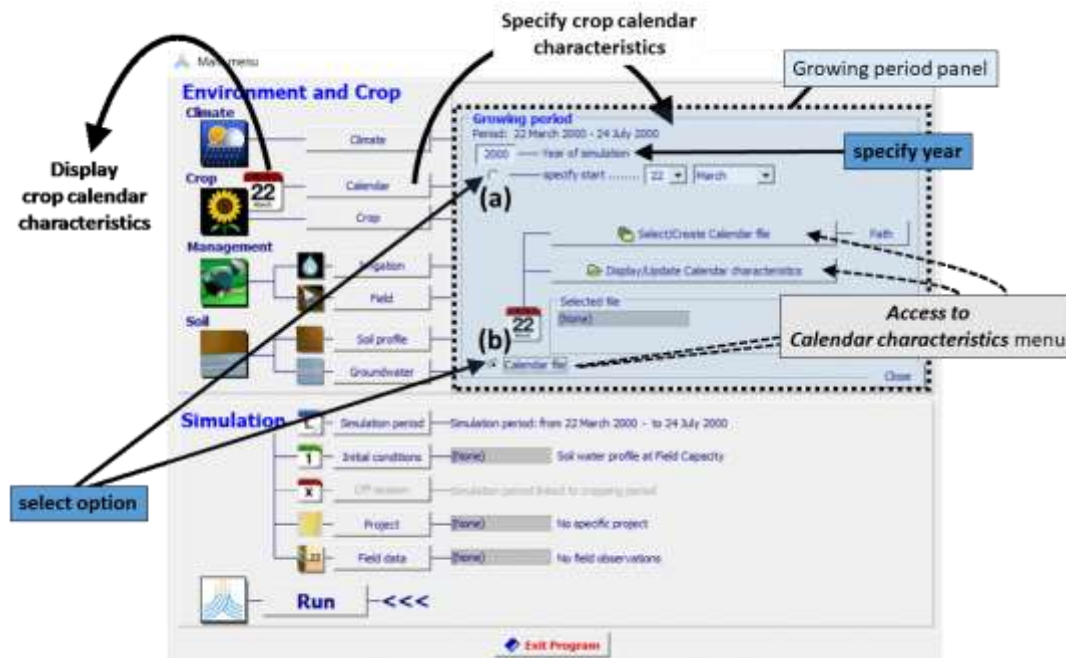 Specify crop calendar
characteristics
Main menu
Growing period panel
Environment and Crop
Climate
Climate
Growing period
Period: 22 March 2000 - 24 July 2000
2000 Year of simulation
specify year
specify start ........ 22 March
(a)
Display
crop calendar
characteristics
Crop
22
March
Calendar
Crop
Select/Create Calendar file
Path
Management
Irrigation
Field
Display/Update Calendar characteristics
Selected file
(None)
22
March
Access to
Calendar characteristics menu
Soil
Soil profile
(b)
Groundwater
Calendar file
Close
Simulation
Simulation period
Simulation period: from 22 March 2000 - to 24 July 2000
1
Initial conditions
(None)
Soil water profile at Field Capacity
select option
X
Off-season
Simulation period linked to cropping period
Project
(None)
No specific project
Field data
(None)
No field observations
Run
<<<
Exit Program